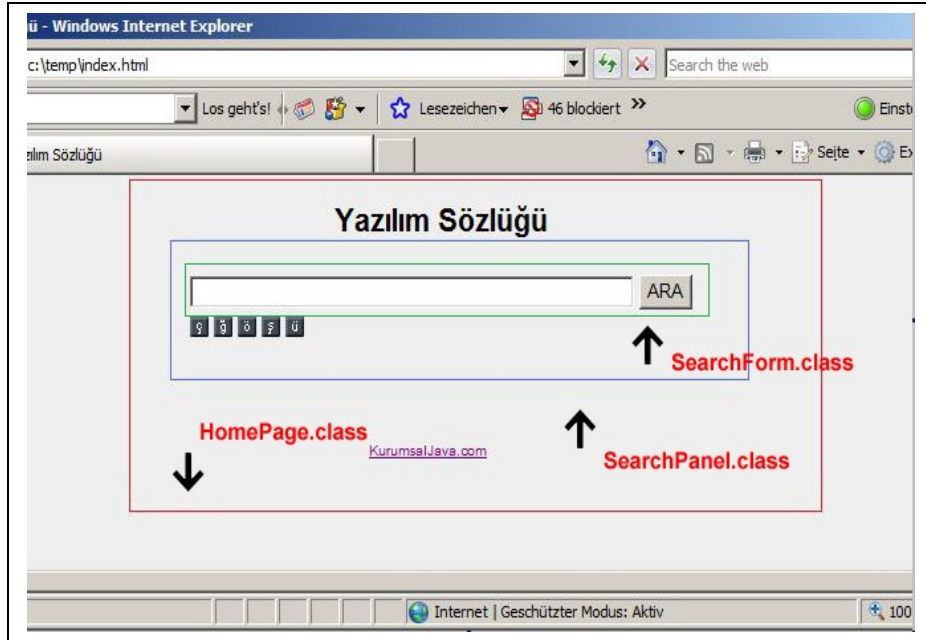 ü - Windows Internet Explorer
c:\temp\index.html
Search the web
Los geht's!
Lesezeichen
46 blockiert
»
Einst
zılım Sözlüğü
Seite
Ex
Yazılım Sözlüğü
ARA
ç ğ ö ş ü
SearchForm.class
HomePage.class
KurumsalJava.com
SearchPanel.class
Internet | Geschützter Modus: Aktiv
100